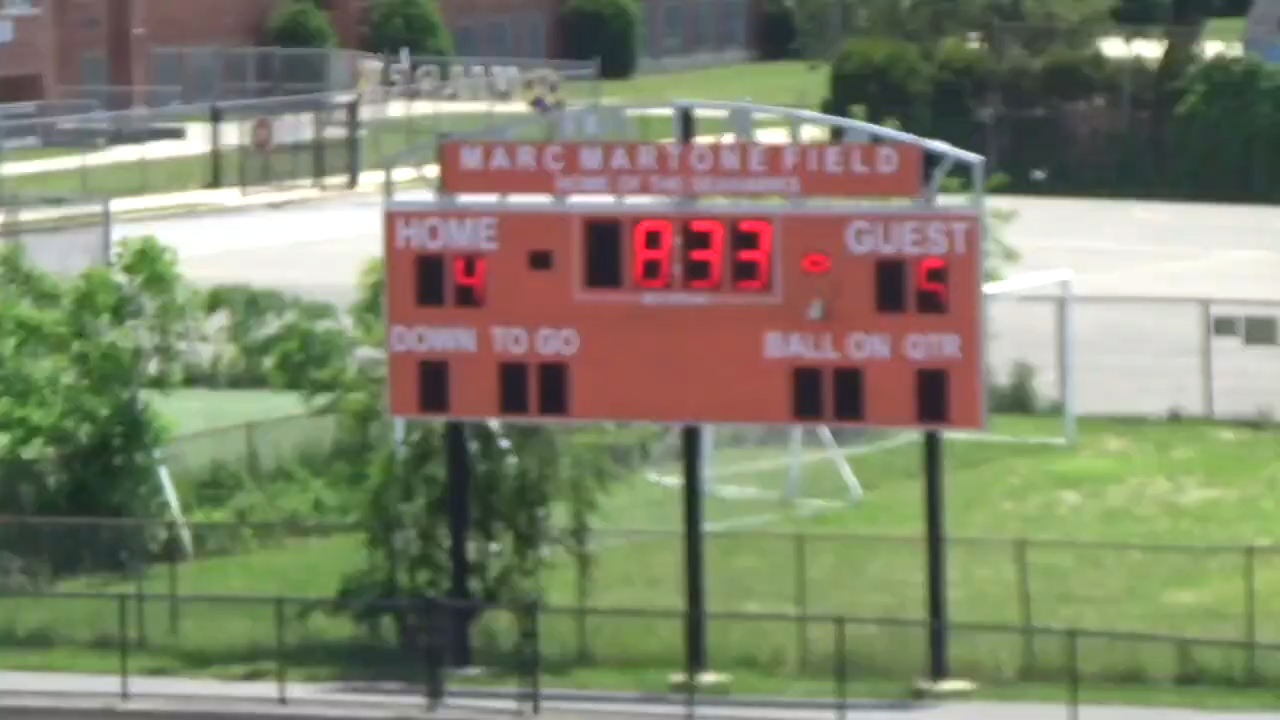 MARC MARTONE FIELD
HOME OF THE SEAHAWKS
HOME 8 33 GUEST
4 5
DOWN TO GO BALL ON QTR